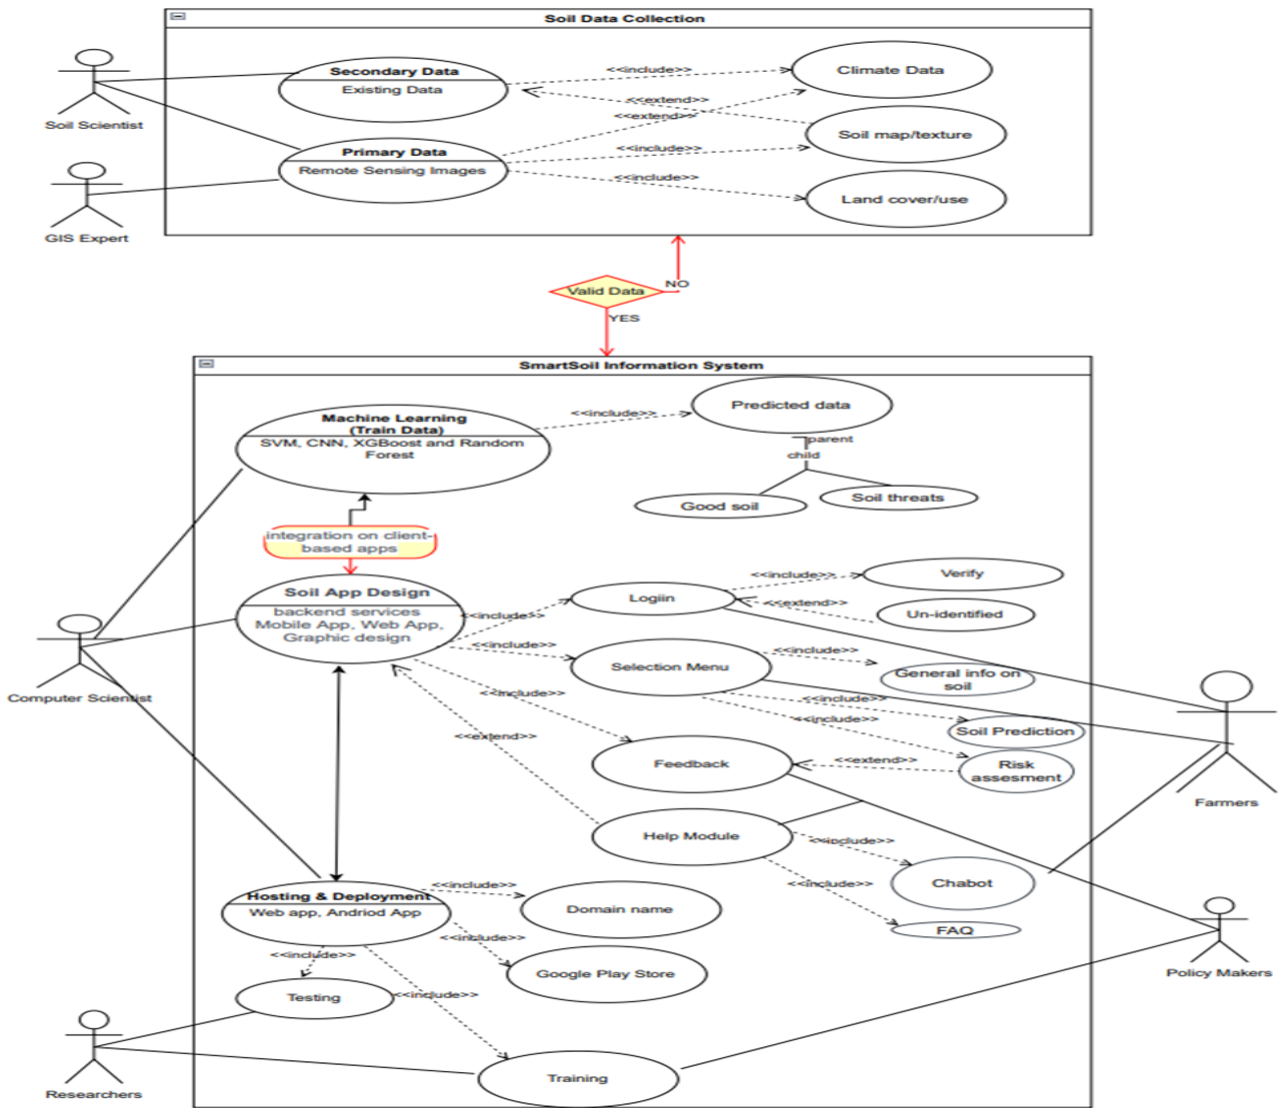 Soil Data Collection
Secondary Data
Existing Data
<<include>>
Climate Data
<<extend>>
<<extend>>
Soil Scientist
Soil map/texture
Primary Data
Remote Sensing Images
<<include>>
<<include>>
Land cover/use
GIS Expert
Valid Data
NO
YES
SmartSoil Information System
Machine Learning
(Train Data)
SVM, CNN, XGBoost and Random
Forest
<<include>>
Predicted data
parent
child
Good soil
Soil threats
integration on client-
based apps
Soil App Design
backend services
Mobile App, Web App,
Graphic design
<<include>>
Logiin
<<include>>
Verify
<<extend>>
Un-identified
<<include>>
Selection Menu
<<include>>
General info on
soil
Computer Scientist
<<include>>
<<include>>
<<include>>
Soil Prediction
<<extend>>
Feedback
<<extend>>
Risk
assesment
Farmers
Help Module
<<include>>
<<include>>
Chabot
FAQ
Hosting & Deployment
Web app, Andriod App
<<include>>
Domain name
<<include>>
Google Play Store
<<include>>
Testing
<<include>>
Policy Makers
Training
Researchers